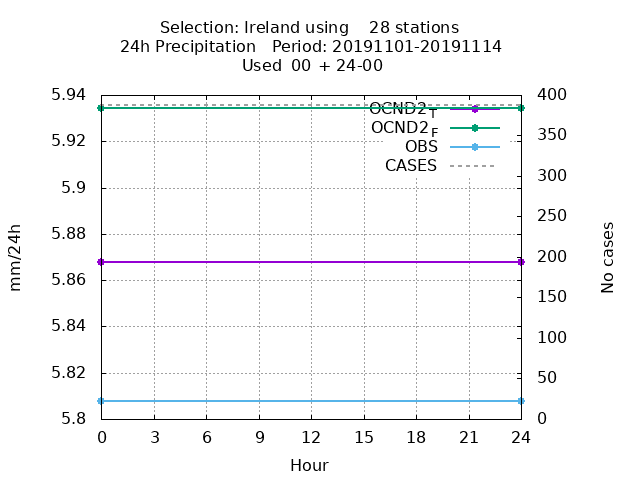 Selection: Ireland using    28 stations
24h Precipitation   Period: 20191101-20191114
Used  00 + 24-00
5.94
5.92
5.9
5.88
5.86
5.84
5.82
5.8
mm/24h
400
350
300
250
200
150
100
50
0
No cases
OCND2_T
OCND2_F
OBS
CASES
0 3 6 9 12 15 18 21 24
Hour